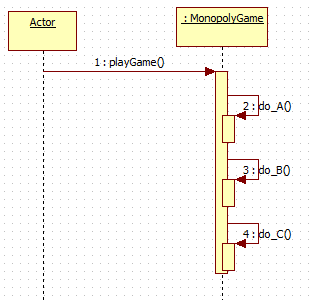 Actor
: MonopolyGame
1 : playGame()
2 : do_A()
3 : do_B()
4 : do_C()